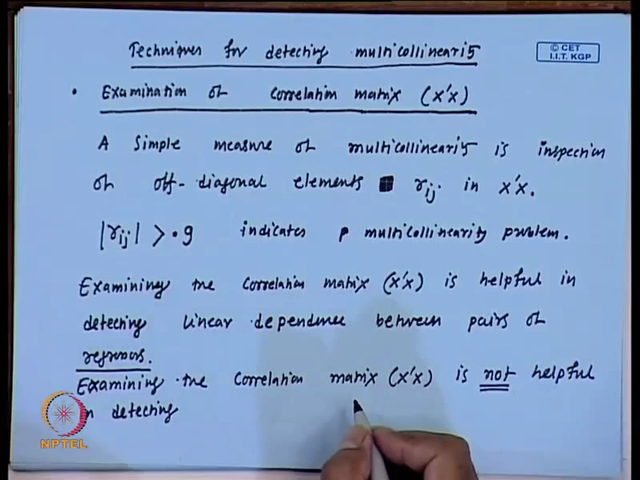 Techniques for detecting multicollinearity
© CET
I.I.T. KGP
• Examination of Correlation matrix (X'X)
A Simple measure of multicollinearity is inspection
of off-diagonal elements rij in X'X.
|rij| > .9 indicates multicollinearity problem.
Examining the Correlation matrix (X'X) is helpful in
detecting linear dependence between pairs of
regressors.
Examining the Correlation matrix (X'X) is not helpful
in detecting
NPTEL